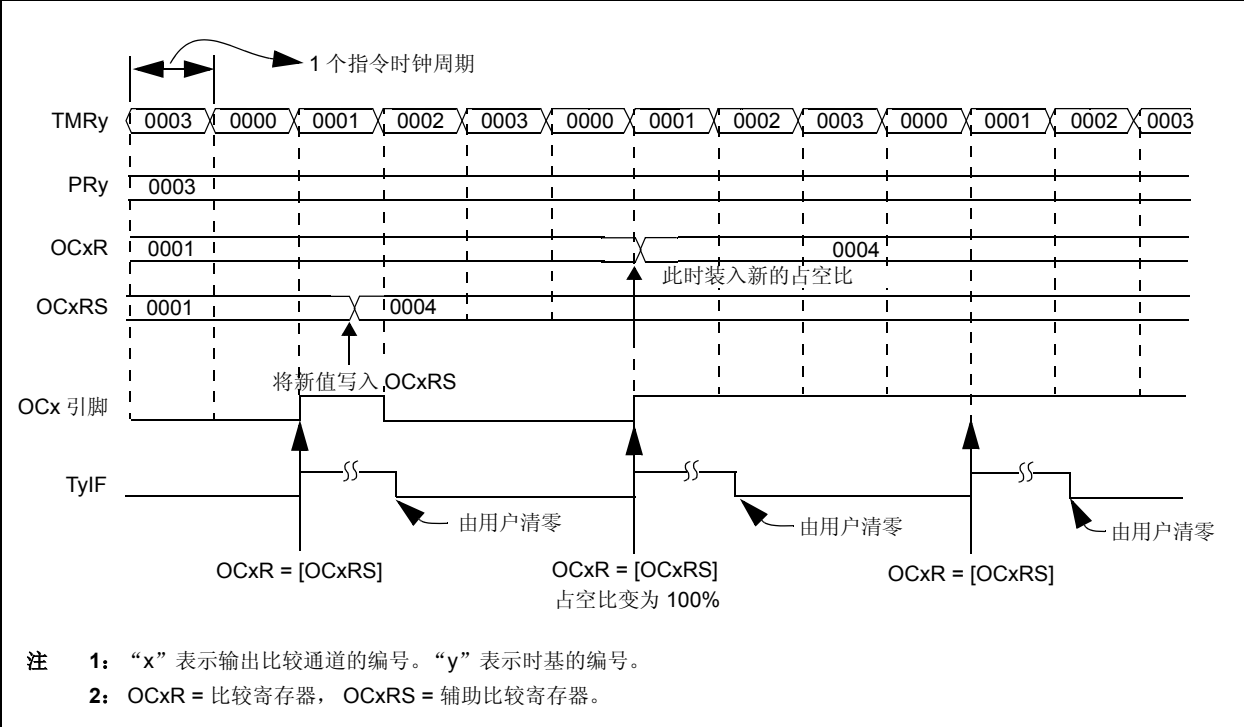 1 个指令时钟周期
TMRy 0003 0000 0001 0002 0003 0000 0001 0002 0003 0000 0001 0002 0003
PRy 0003
OCxR 0001 0004
此时装入新的占空比
OCxRS 0001 0004
将新值写入 OCxRS
OCx 引脚
TyIF
由用户清零 由用户清零 由用户清零
OCxR = [OCxRS] OCxR = [OCxRS] OCxR = [OCxRS]
占空比变为 100%
注 1：“x”表示输出比较通道的编号。“y”表示时基的编号。
2： OCxR = 比较寄存器， OCxRS = 辅助比较寄存器。